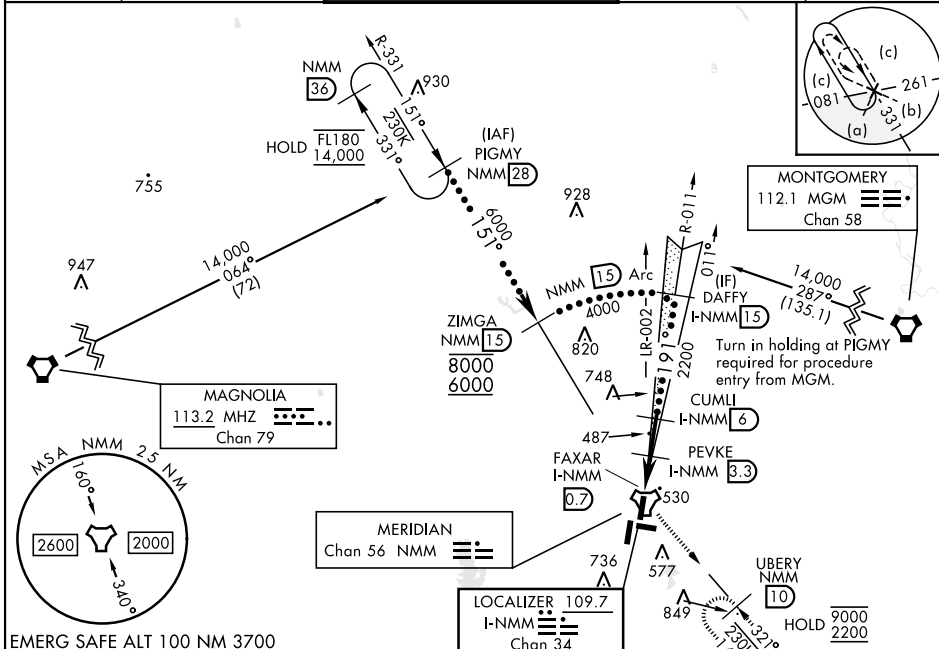 R-331
NMM
36
930
151°
230K
331°
HOLD FL180
14,000
(IAF)
PIGMY
NMM 28
(c)
(c)
261
081
(b)
(a)
331
755
928
6000
151°
MONTGOMERY
112.1 MGM
Chan 58
R-011
011°
14,000
064°
(72)
947
NMM 15 Arc
4000
(IF)
DAFFY
I-NMM 15
14,000
287°
(135.1)
ZIMGA
NMM 15
8000
6000
820
LR-002
191°
2200
Turn in holding at PIGMY
required for procedure
entry from MGM.
748
CUMLI
I-NMM 6
MAGNOLIA
113.2 MHZ
Chan 79
487
PEVKE
I-NMM 3.3
FAXAR
I-NMM
0.7
530
MSA NMM 25 NM
160°
2600
2000
340°
MERIDIAN
Chan 56 NMM
736
577
UBERY
NMM
10
849
HOLD 9000
2200
321°
LOCALIZER 109.7
I-NMM
Chan 34
EMERG SAFE ALT 100 NM 3700